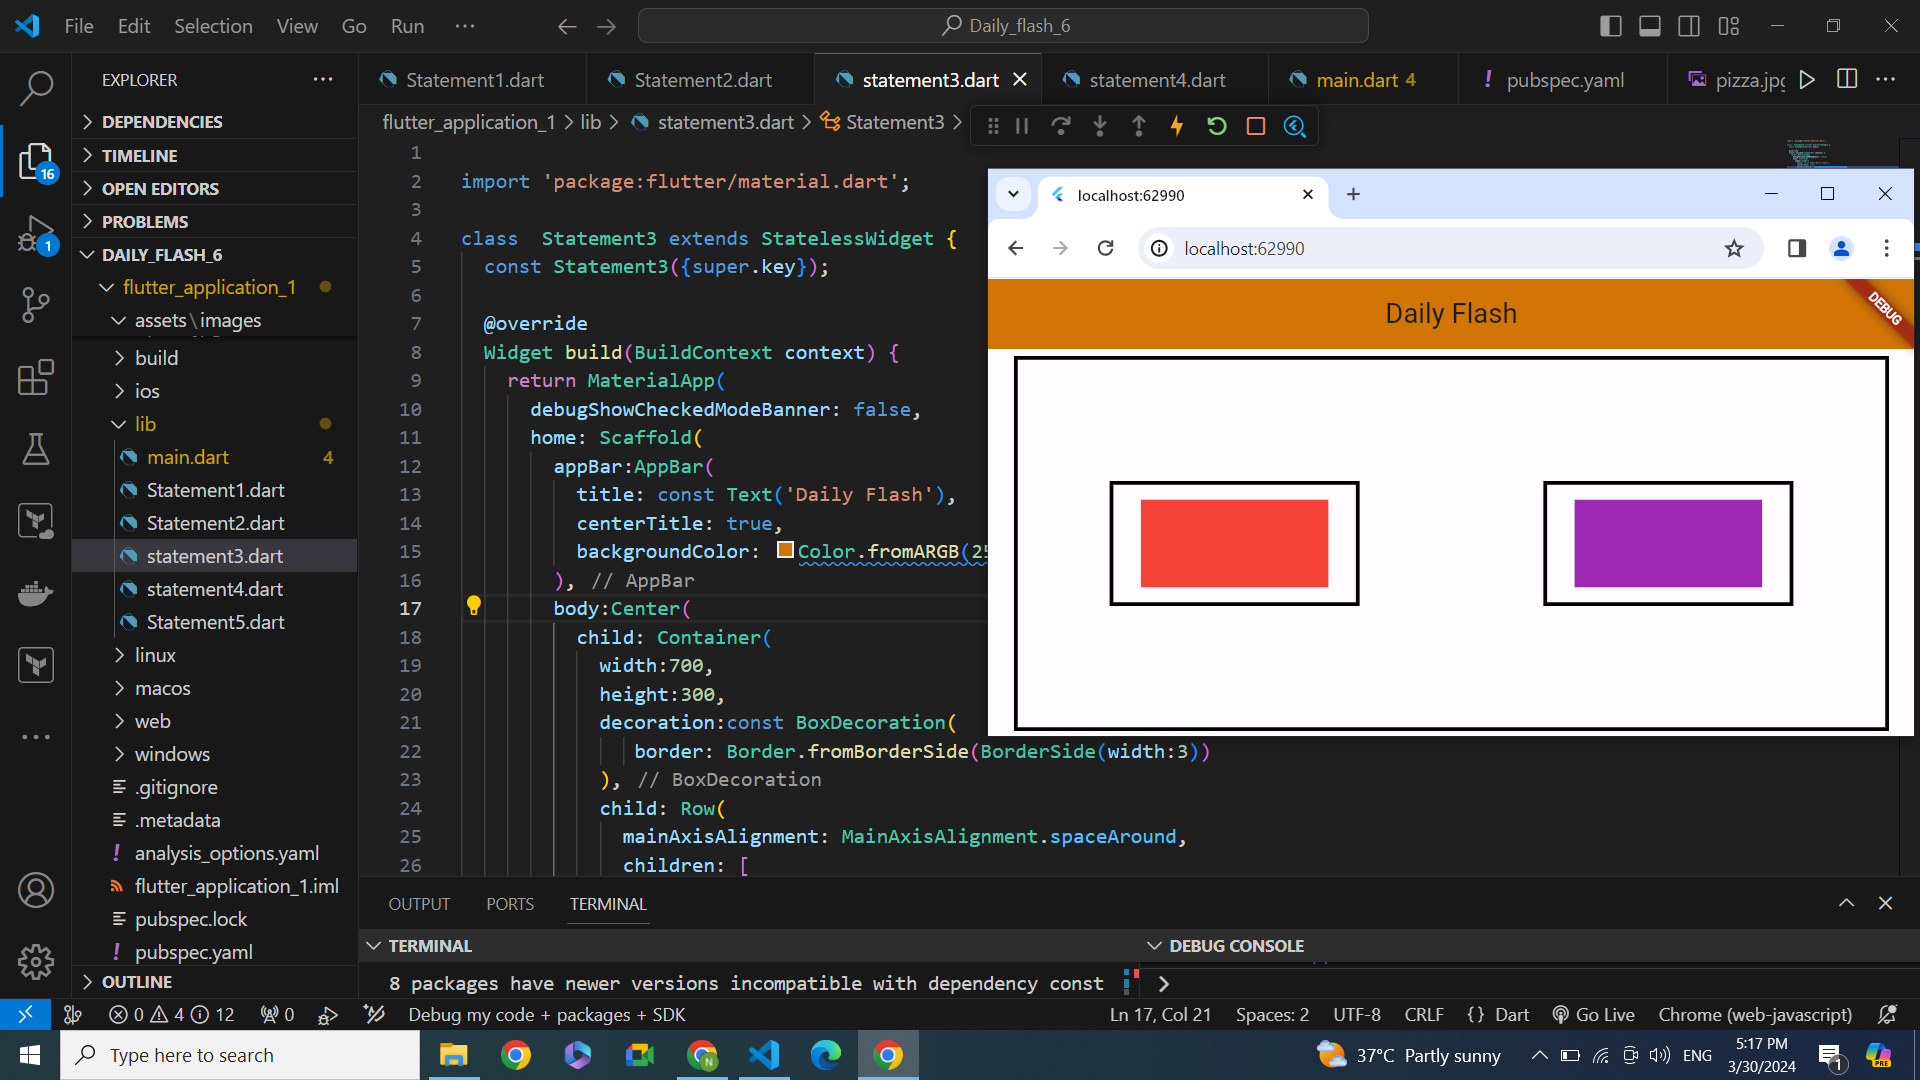 File Edit Selection View Go Run ··· Daily_flash_6
EXPLORER
DEPENDENCIES
TIMELINE
OPEN EDITORS
PROBLEMS
DAILY_FLASH_6
flutter_application_1
assets\images
build
ios
lib
main.dart 4
Statement1.dart
Statement2.dart
statement3.dart
statement4.dart
Statement5.dart
linux
macos
web
windows
.gitignore
.metadata
analysis_options.yaml
flutter_application_1.iml
pubspec.lock
pubspec.yaml
OUTLINE
16
1
Statement1.dart Statement2.dart statement3.dart statement4.dart main.dart 4 pubspec.yaml pizza.jpg
flutter_application_1 > lib > statement3.dart > Statement3 >
1
2 import 'package:flutter/material.dart';
3
4 class  Statement3 extends StatelessWidget {
5 const Statement3({super.key});
6
7 @override
8 Widget build(BuildContext context) {
9 return MaterialApp(
10 debugShowCheckedModeBanner: false,
11 home: Scaffold(
12 appBar:AppBar(
13 title: const Text('Daily Flash'),
14 centerTitle: true,
15 backgroundColor: Color.fromARGB(25
16 ), // AppBar
17 body:Center(
18 child: Container(
19 width:700,
20 height:300,
21 decoration:const BoxDecoration(
22 border: Border.fromBorderSide(BorderSide(width:3))
23 ), // BoxDecoration
24 child: Row(
25 mainAxisAlignment: MainAxisAlignment.spaceAround,
26 children: [
localhost:62990
localhost:62990
Daily Flash
DEBUG
OUTPUT PORTS TERMINAL
TERMINAL
8 packages have newer versions incompatible with dependency const
DEBUG CONSOLE
0 4 12 0 Debug my code + packages + SDK Ln 17, Col 21 Spaces: 2 UTF-8 CRLF {} Dart Go Live Chrome (web-javascript)
Type here to search
N
37°C Partly sunny
ENG
5:17 PM
3/30/2024
1
PRE